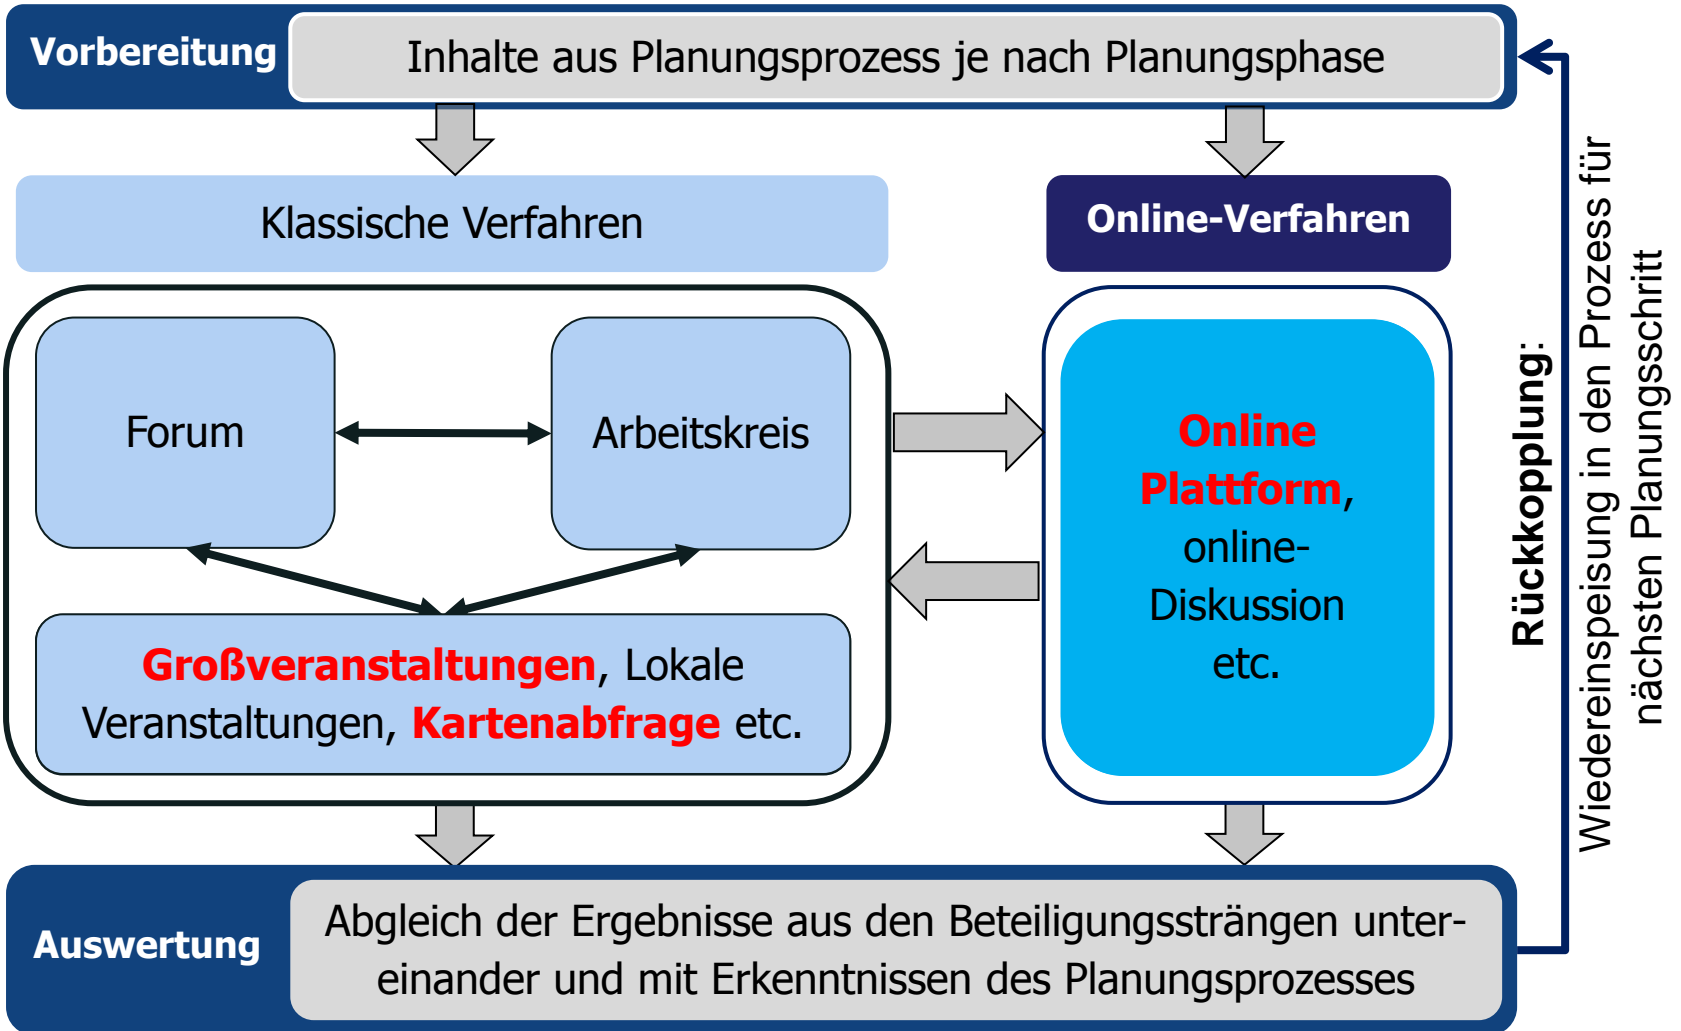 Vorbereitung
Inhalte aus Planungsprozess je nach Planungsphase
Klassische Verfahren
Online-Verfahren
Forum
Arbeitskreis
Großveranstaltungen, Lokale
Veranstaltungen, Kartenabfrage etc.
Online
Plattform,
online-
Diskussion
etc.
Rückkopplung:
Wiedereinspeisung in den Prozess für
nächsten Planungsschritt
Auswertung
Abgleich der Ergebnisse aus den Beteiligungssträngen unter-
einander und mit Erkenntnissen des Planungsprozesses